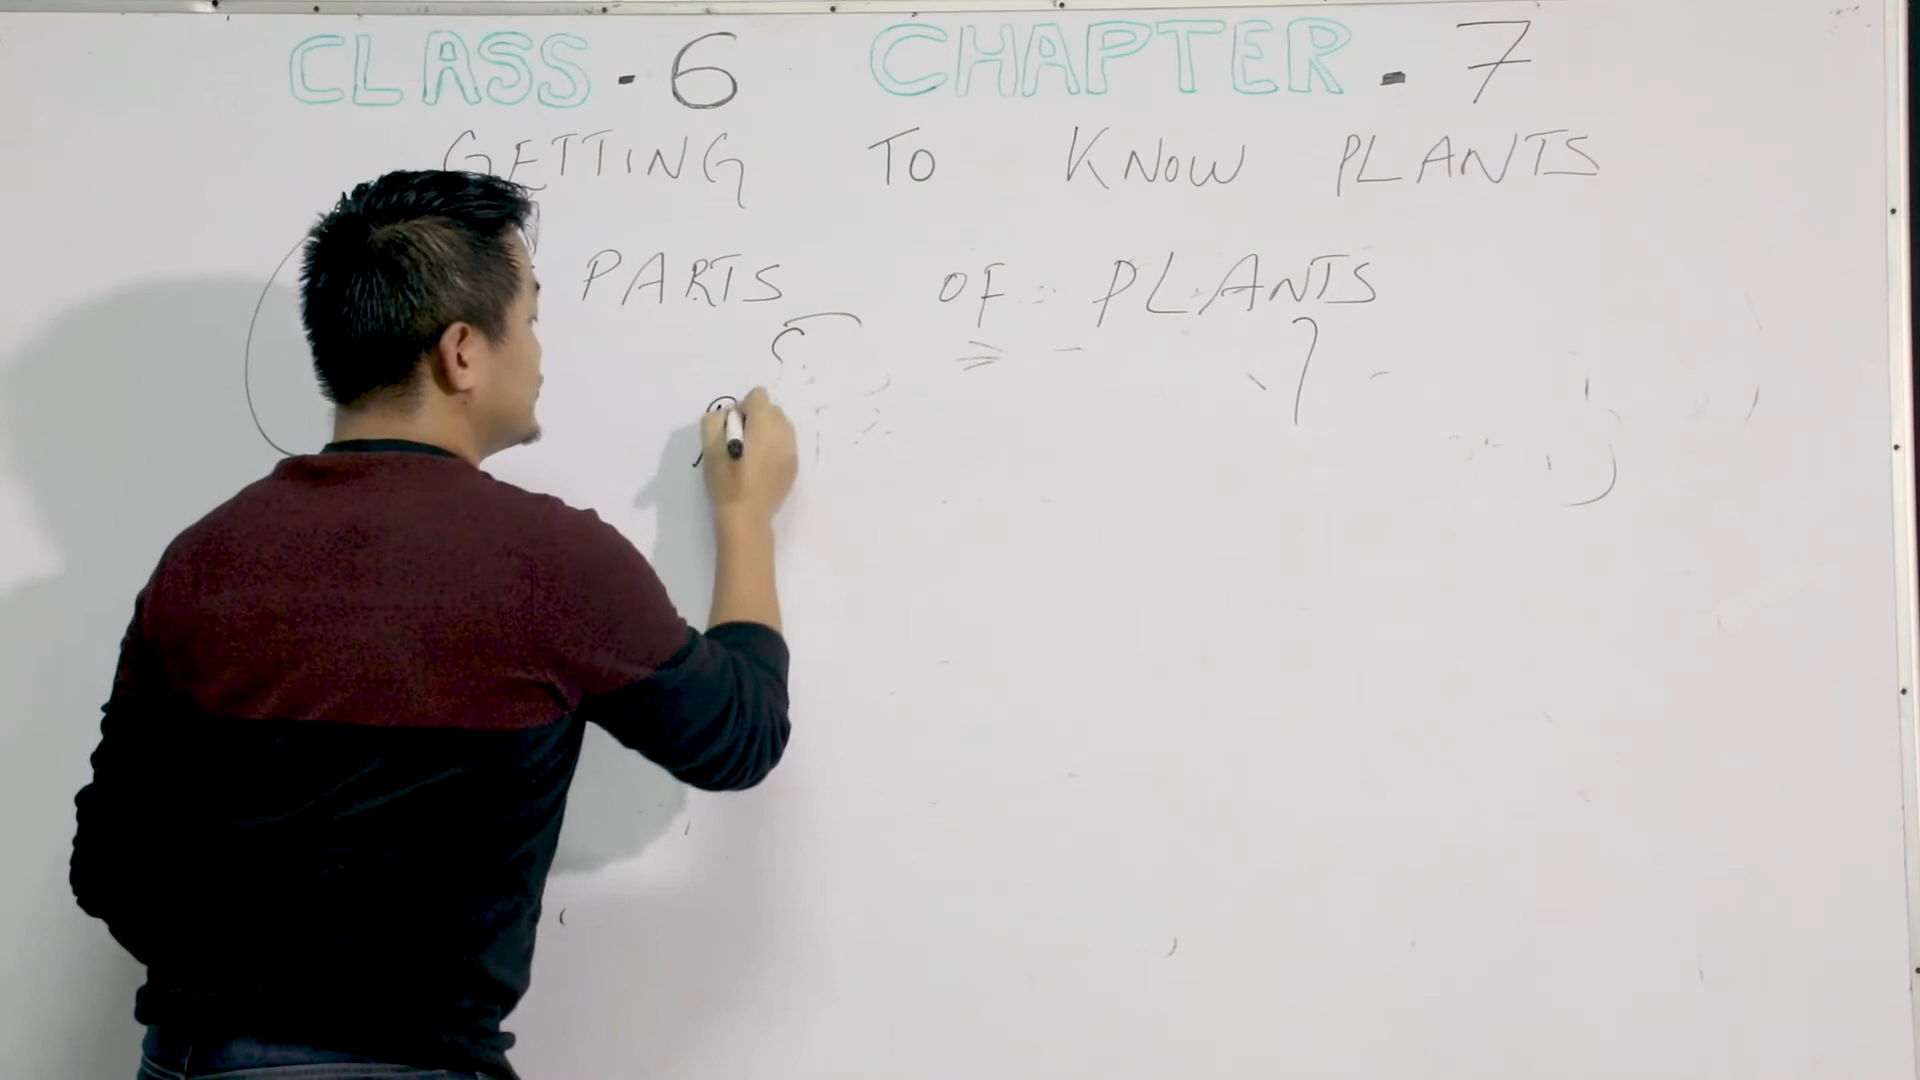 CLASS - 6 CHAPTER - 7
GETTING TO KNOW PLANTS
PARTS OF PLANTS